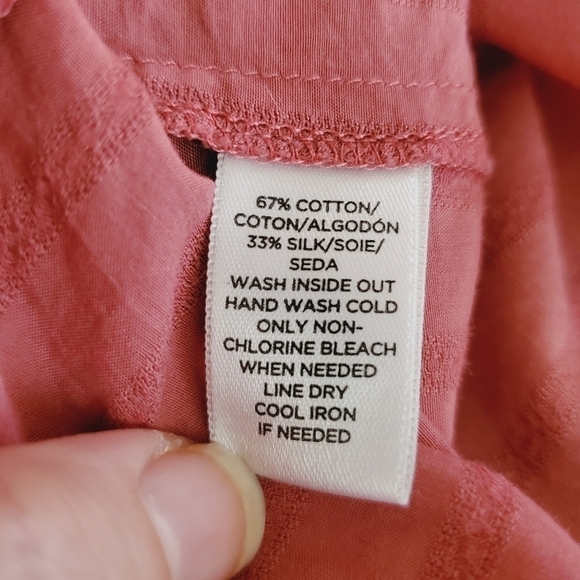 67% COTTON/
COTON/ALGODÓN
33% SILK/SOIE/
SEDA
WASH INSIDE OUT
HAND WASH COLD
ONLY NON-
CHLORINE BLEACH
WHEN NEEDED
LINE DRY
COOL IRON
IF NEEDED